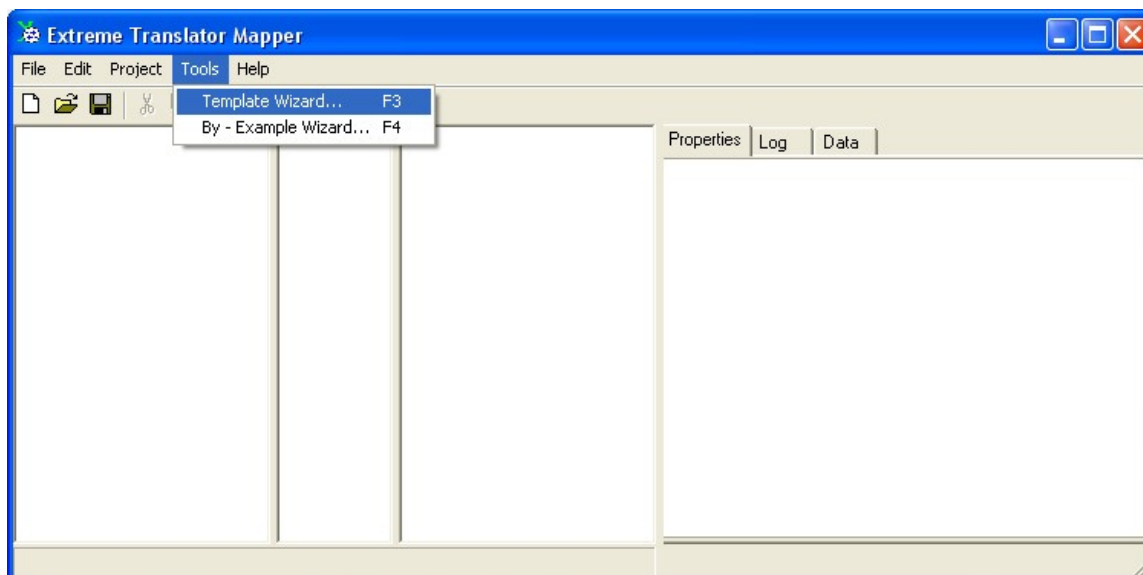 Extreme Translator Mapper
File Edit Project Tools Help
Template Wizard... F3
By - Example Wizard... F4
Properties Log Data